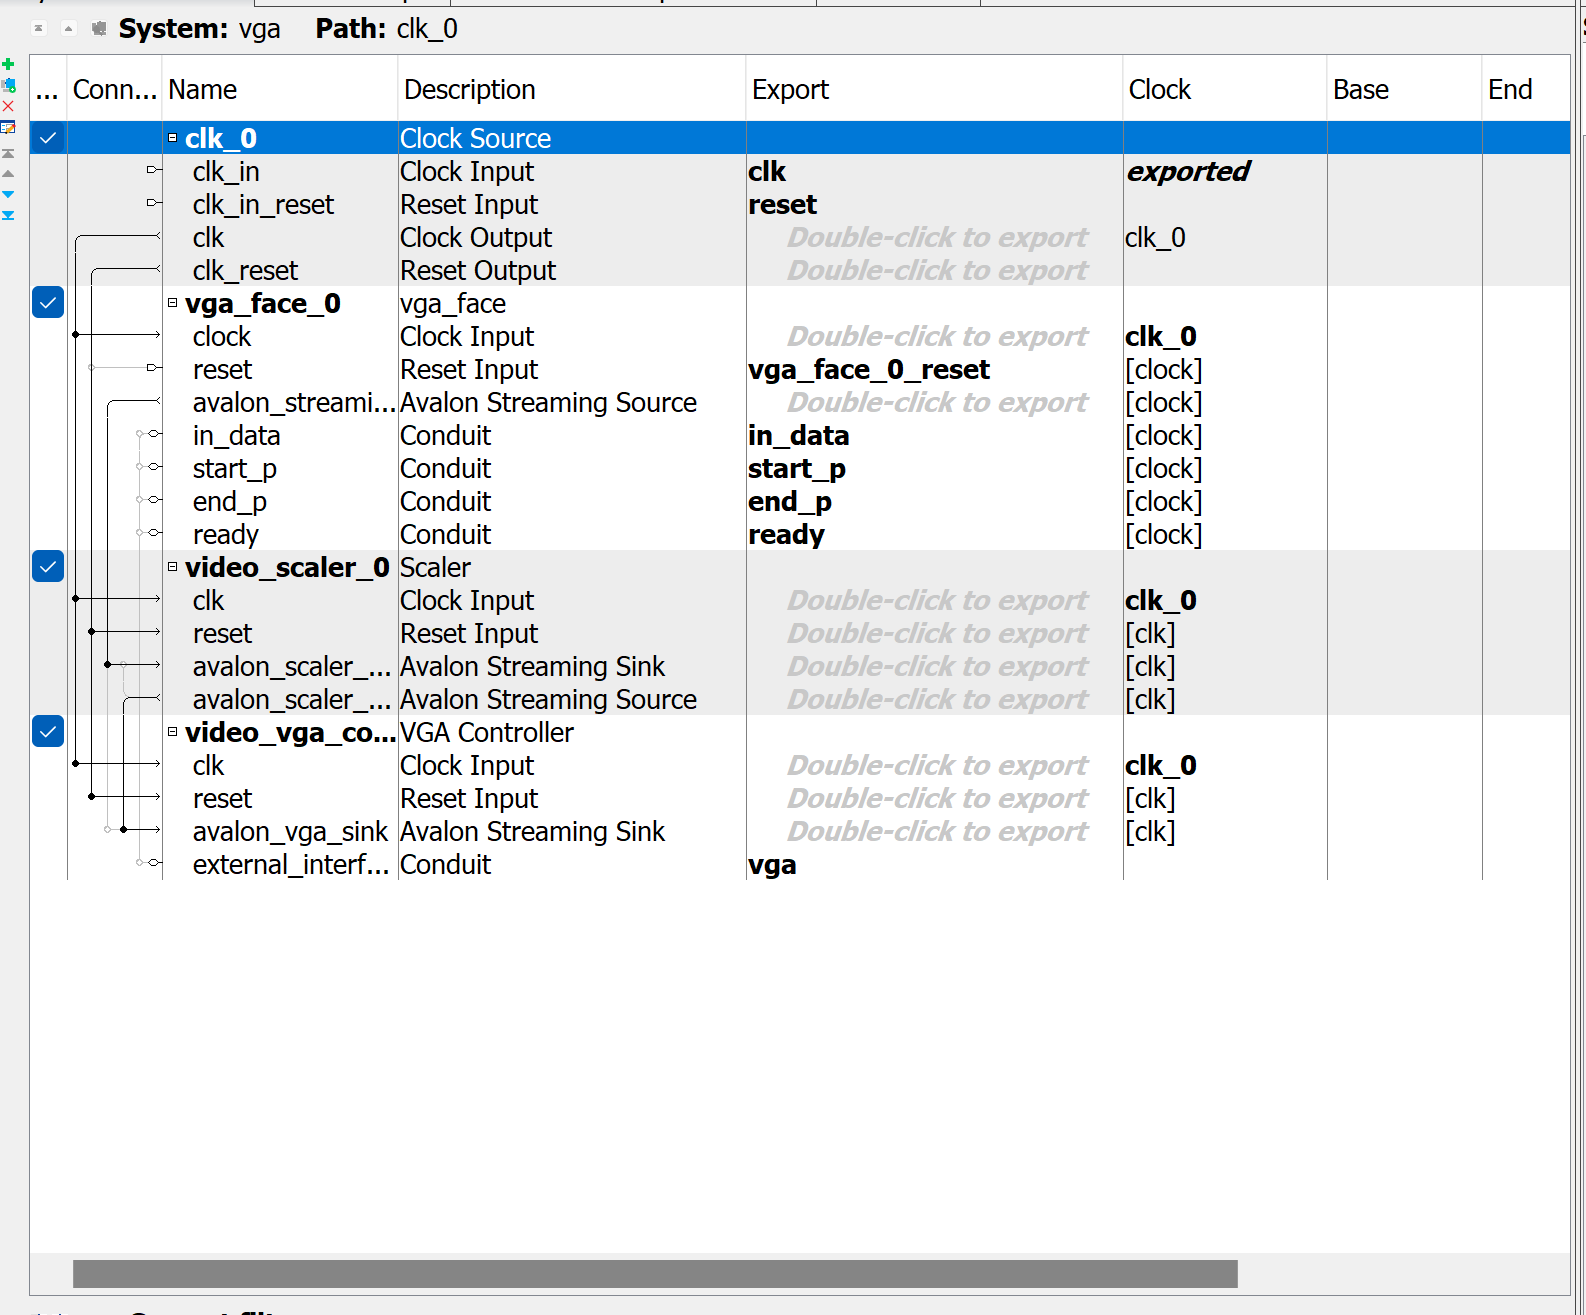 System: vga Path: clk_0
... Conn... Name Description Export Clock Base End
clk_0 Clock Source
clk_in Clock Input clk exported
clk_in_reset Reset Input reset
clk Clock Output Double-click to export clk_0
clk_reset Reset Output Double-click to export
vga_face_0 vga_face
clock Clock Input Double-click to export clk_0
reset Reset Input vga_face_0_reset [clock]
avalon_streami... Avalon Streaming Source Double-click to export [clock]
in_data Conduit in_data [clock]
start_p Conduit start_p [clock]
end_p Conduit end_p [clock]
ready Conduit ready [clock]
video_scaler_0 Scaler
clk Clock Input Double-click to export clk_0
reset Reset Input Double-click to export [clk]
avalon_scaler_... Avalon Streaming Sink Double-click to export [clk]
avalon_scaler_... Avalon Streaming Source Double-click to export [clk]
video_vga_co... VGA Controller
clk Clock Input Double-click to export clk_0
reset Reset Input Double-click to export [clk]
avalon_vga_sink Avalon Streaming Sink Double-click to export [clk]
external_interf... Conduit vga